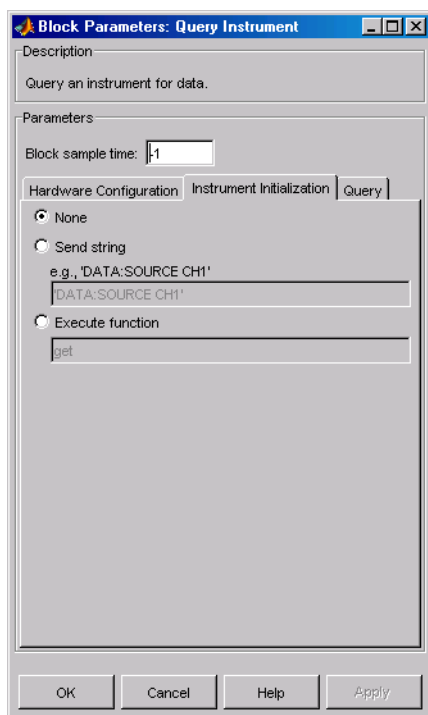 Block Parameters: Query Instrument
Description
Query an instrument for data.
Parameters
Block sample time: -1
Hardware Configuration Instrument Initialization Query
None
Send string
e.g., 'DATA:SOURCE CH1'
'DATA:SOURCE CH1'
Execute function
get
OK Cancel Help Apply